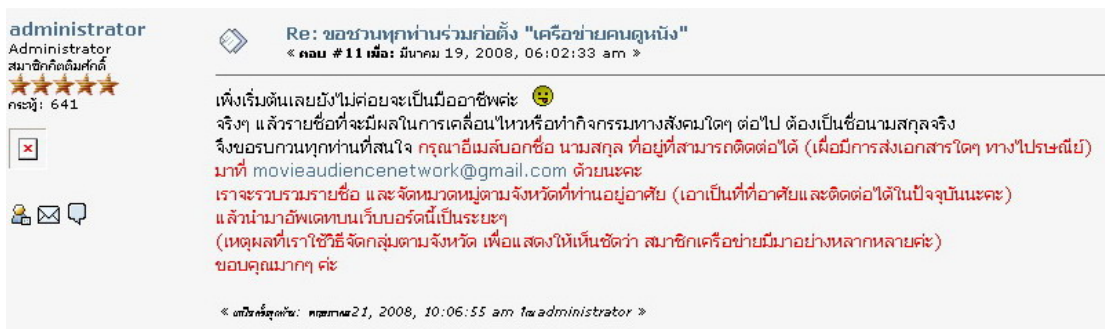 administrator
Administrator
สมาชิกกิตติมศักดิ์
กระทู้: 641
Re: ขอชวนทุกท่านร่วมก่อตั้ง "เครือข่ายคนดูหนัง"
« ตอบ #11 เมื่อ: มีนาคม 19, 2008, 06:02:33 am »
เพิ่งเริ่มต้นเลยยังไม่ค่อยจะเป็นมืออาชีพค่ะ
จริงๆ แล้วรายชื่อที่จะมีผลในการเคลื่อนไหวหรือทำกิจกรรมทางสังคมใดๆ ต่อไป ต้องเป็นชื่อนามสกุลจริง
จึงขอรบกวนทุกท่านที่สนใจ กรุณาอีเมล์บอกชื่อ นามสกุล ที่อยู่ที่สามารถติดต่อได้ (เผื่อมีการส่งเอกสารใดๆ ทางไปรษณีย์)
มาที่ movieaudiencenetwork@gmail.com ด้วยนะคะ
เราจะรวบรวมรายชื่อ และจัดหมวดหมู่ตามจังหวัดที่ท่านอยู่อาศัย (เอาเป็นที่ที่อาศัยและติดต่อได้ในปัจจุบันนะคะ)
แล้วนำมาอัพเดทบนเว็บบอร์ดนี้เป็นระยะๆ
(เหตุผลที่เราใช้วิธีจัดกลุ่มตามจังหวัด เพื่อแสดงให้เห็นชัดว่า สมาชิกเครือข่ายมีมาอย่างหลากหลายค่ะ)
ขอบคุณมากๆ ค่ะ
« แก้ไขครั้งสุดท้าย: พฤษภาคม 21, 2008, 10:06:55 am โดย administrator »